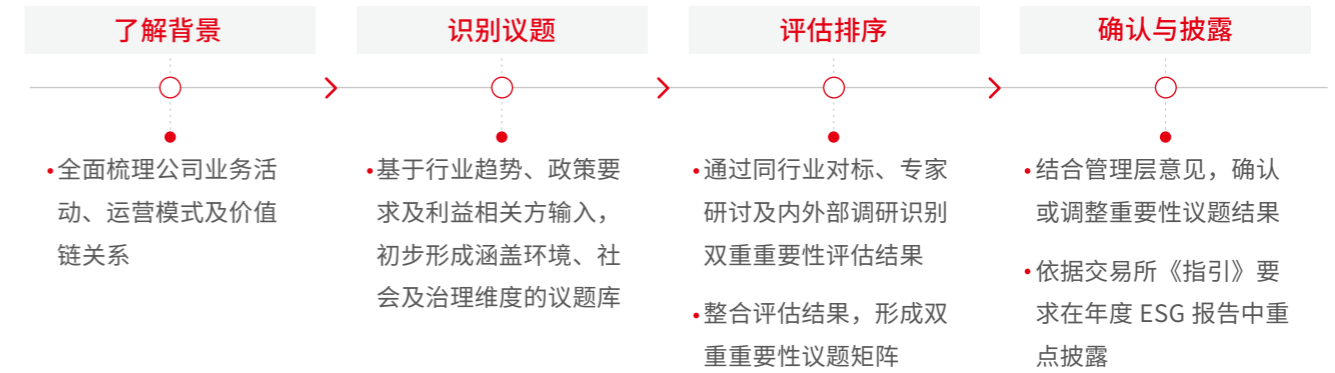 了解背景
•全面梳理公司业务活
动、运营模式及价值
链关系
识别议题
•基于行业趋势、政策要
求及利益相关方输入，
初步形成涵盖环境、社
会及治理维度的议题库
评估排序
•通过同行业对标、专家
研讨及内外部调研识别
双重重要性评估结果
•整合评估结果，形成双
重重要性议题矩阵
确认与披露
•结合管理层意见，确认
或调整重要性议题结果
•依据交易所《指引》要
求在年度 ESG 报告中重
点披露